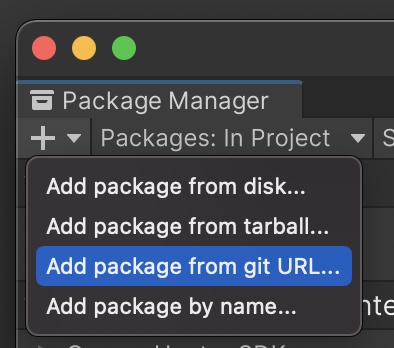 Package Manager
Packages: In Project
S
Add package from disk...
Add package from tarball...
Add package from git URL...
Add package by name...